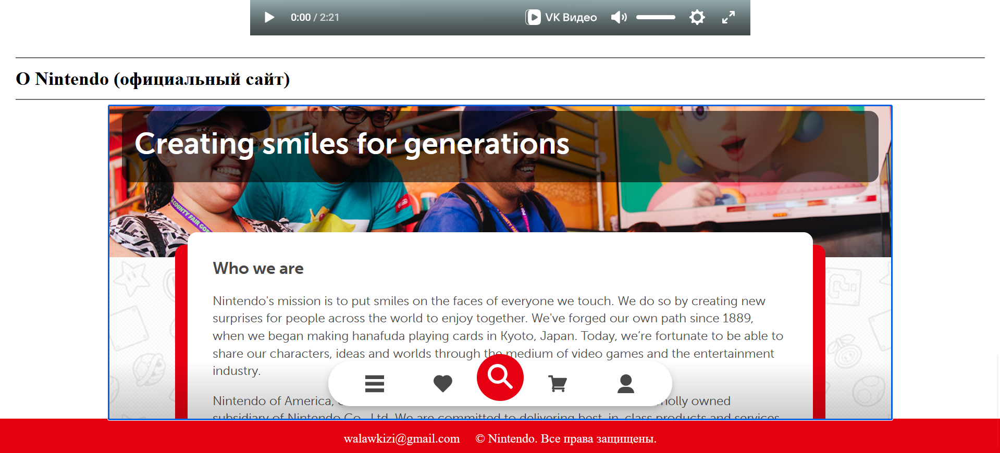 0:00 / 2:21
VK Видео
О Nintendo (официальный сайт)
Creating smiles for generations
COUNTY FAIR
Who we are
Nintendo's mission is to put smiles on the faces of everyone we touch. We do so by creating new
surprises for people across the world to enjoy together. We've forged our own path since 1889,
when we began making hanafuda playing cards in Kyoto, Japan. Today, we’re fortunate to be able to
share our characters, ideas and worlds through the medium of video games and the entertainment
industry.
Nintendo of America,
owned
subsidiary of Nintendo Co., Ltd. We are committed to delivering best-in-class products and services
walawkizi@gmail.com © Nintendo. Все права защищены.